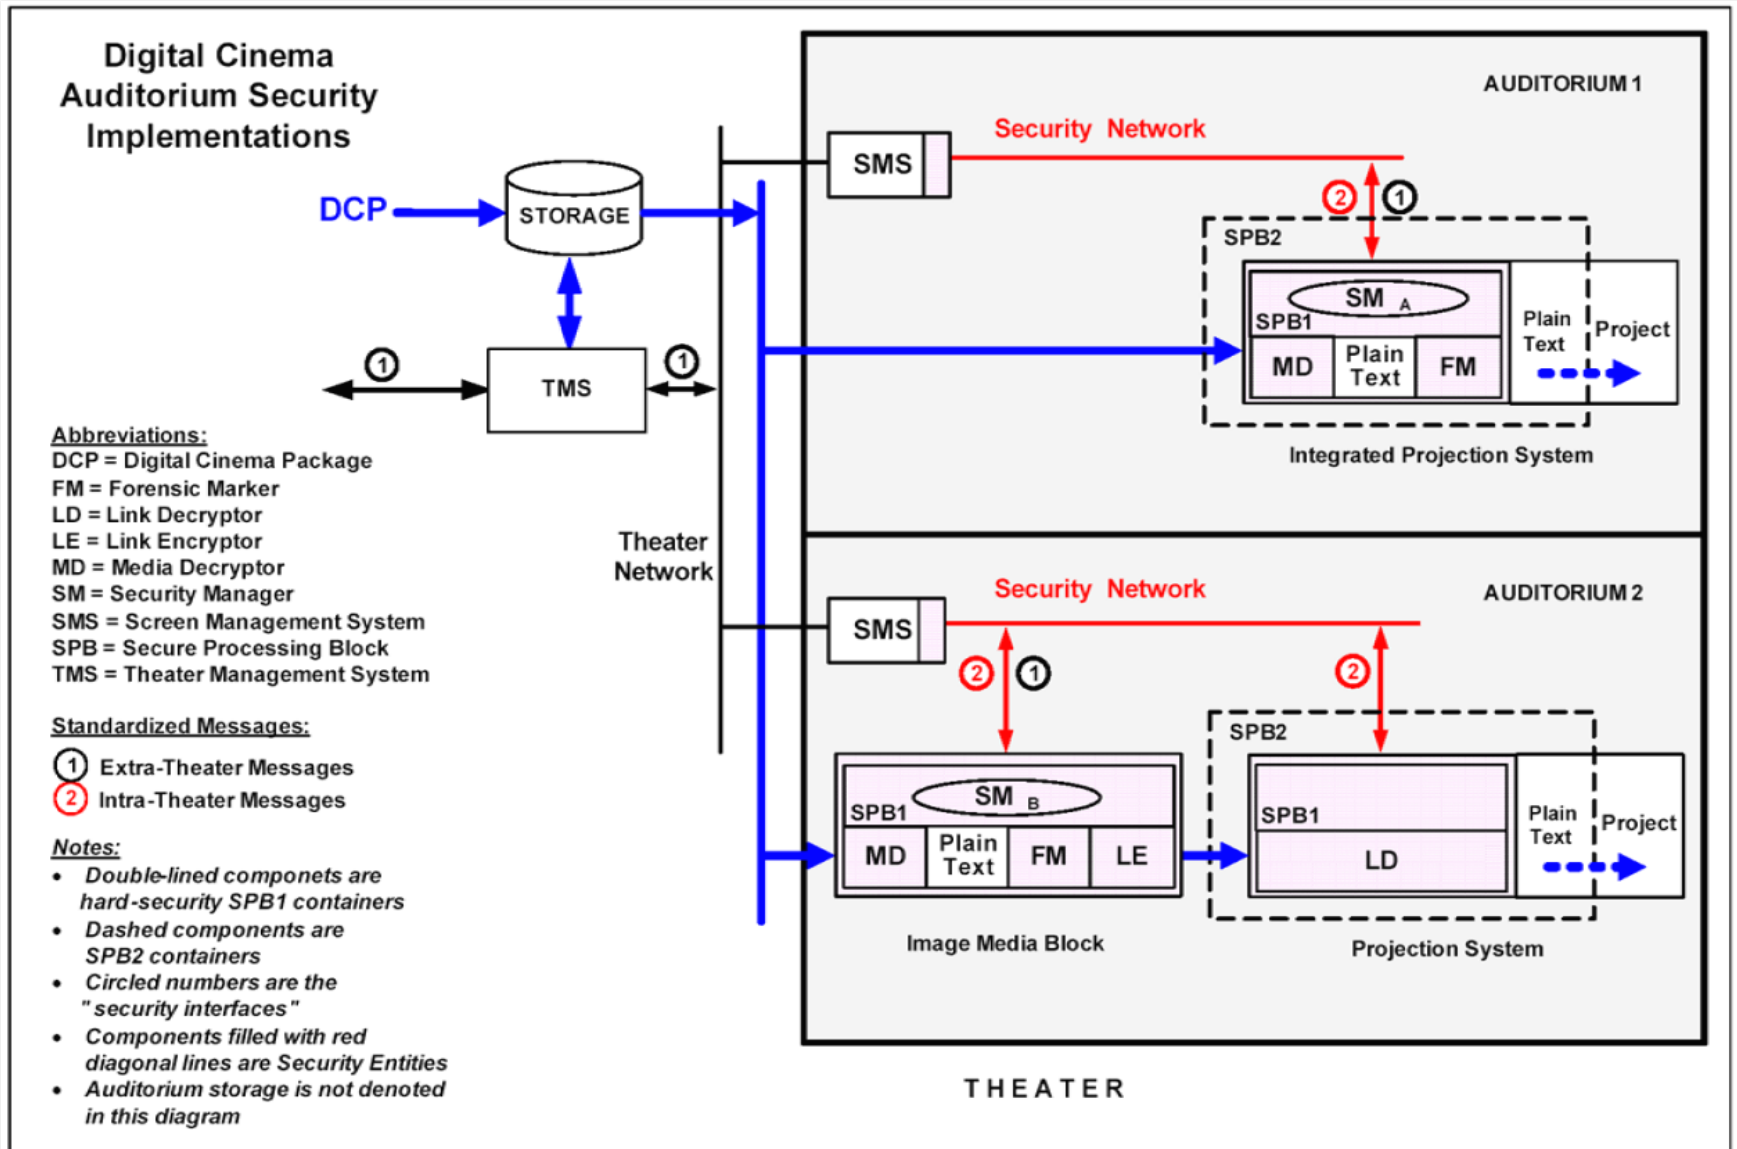 Digital Cinema
Auditorium Security
Implementations
DCP
STORAGE
1
1
TMS
Abbreviations:
DCP = Digital Cinema Package
FM = Forensic Marker
LD = Link Decryptor
LE = Link Encryptor
MD = Media Decryptor
SM = Security Manager
SMS = Screen Management System
SPB = Secure Processing Block
TMS = Theater Management System
Standardized Messages:
1 Extra-Theater Messages
2 Intra-Theater Messages
Notes:
• Double-lined componets are
hard-security SPB1 containers
• Dashed components are
SPB2 containers
• Circled numbers are the
"security interfaces"
• Components filled with red
diagonal lines are Security Entities
• Auditorium storage is not denoted
in this diagram
Theater
Network
AUDITORIUM 1
SMS
Security Network
2 1
SPB2
SM A
SPB1
MD
Plain
Text
FM
Plain
Text
Project
Integrated Projection System
AUDITORIUM 2
SMS
Security Network
2 1
2
SM B
SPB1
MD
Plain
Text
FM
LE
Image Media Block
SPB2
SPB1
LD
Plain
Text
Project
Projection System
THEATER